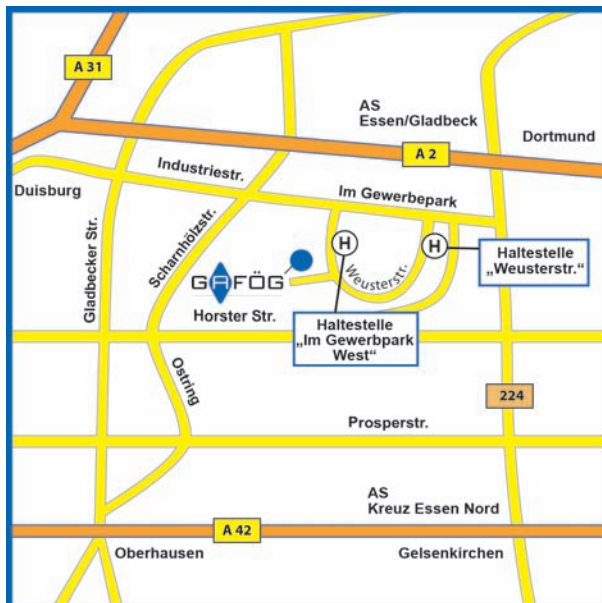 A 31
AS
Essen/Gladbeck
Dortmund
A 2
Industriestr.
Duisburg
Im Gewerbepark
Gladbecker Str.
Scharnhölzstr.
H
H
Haltestelle
„Weusterstr.“
Weusterstr.
GAFÖG
Horster Str.
Haltestelle
„Im Gewerbpark
West“
Ostring
224
Prosperstr.
AS
Kreuz Essen Nord
A 42
Oberhausen
Gelsenkirchen